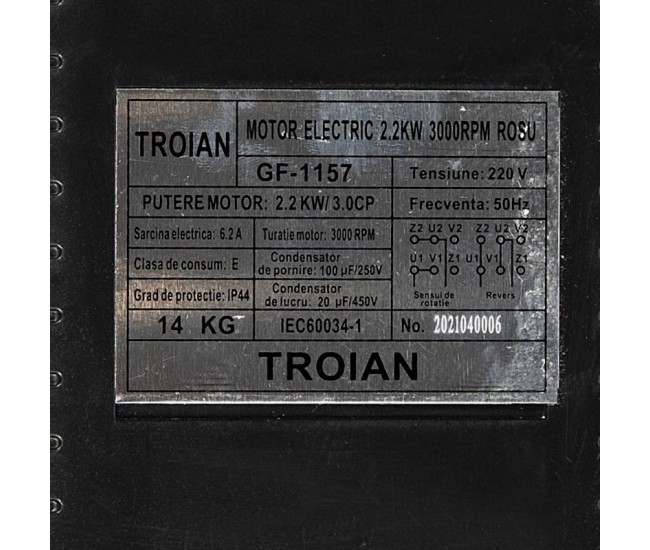 TROIAN
MOTOR ELECTRIC 2.2KW 3000RPM ROSU
GF-1157
Tensiune: 220 V
PUTERE MOTOR: 2.2 KW/ 3.0CP
Frecventa: 50Hz
Sarcina electrica: 6.2 A
Turatie motor: 3000 RPM
Z2 U2 V2 Z2 U2 V2
Clasa de consum: E
Condensator
de pornire: 100 µF/250V
U1 V1 Z1 U1 V1 Z1
Grad de protectie: IP44
Condensator
de lucru: 20 µF/450V
Sensul de
rotatie
Revers
14 KG
IEC60034-1
No. 2021040006
TROIAN